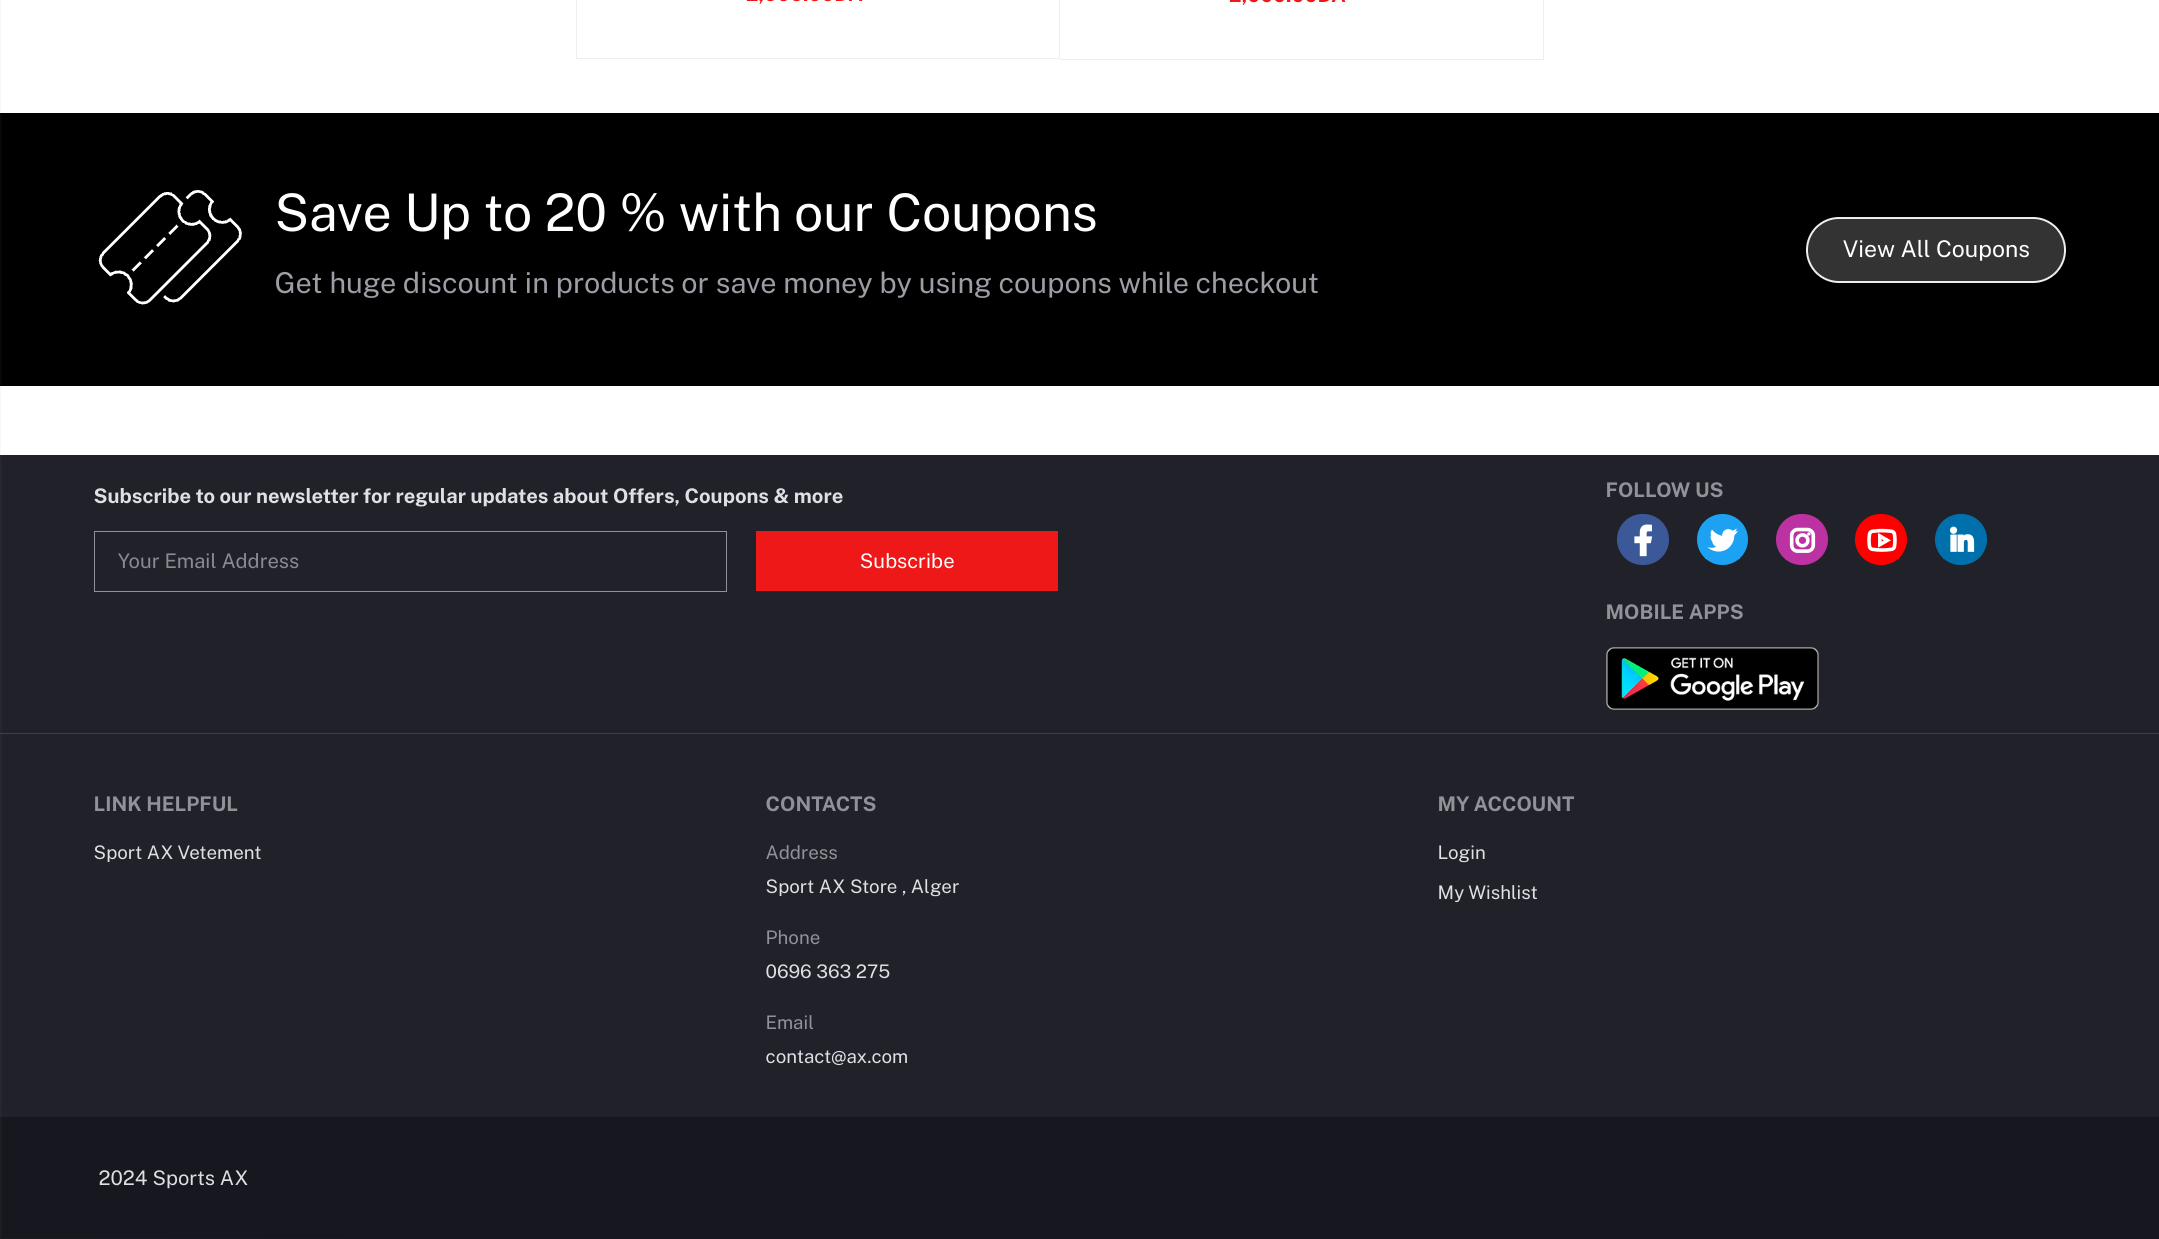 Save Up to 20 % with our Coupons
Get huge discount in products or save money by using coupons while checkout
View All Coupons
Subscribe to our newsletter for regular updates about Offers, Coupons & more
Your Email Address
Subscribe
FOLLOW US
MOBILE APPS
GET IT ON
Google Play
LINK HELPFUL
Sport AX Vetement
CONTACTS
Address
Sport AX Store , Alger
Phone
0696 363 275
Email
contact@ax.com
MY ACCOUNT
Login
My Wishlist
2024 Sports AX